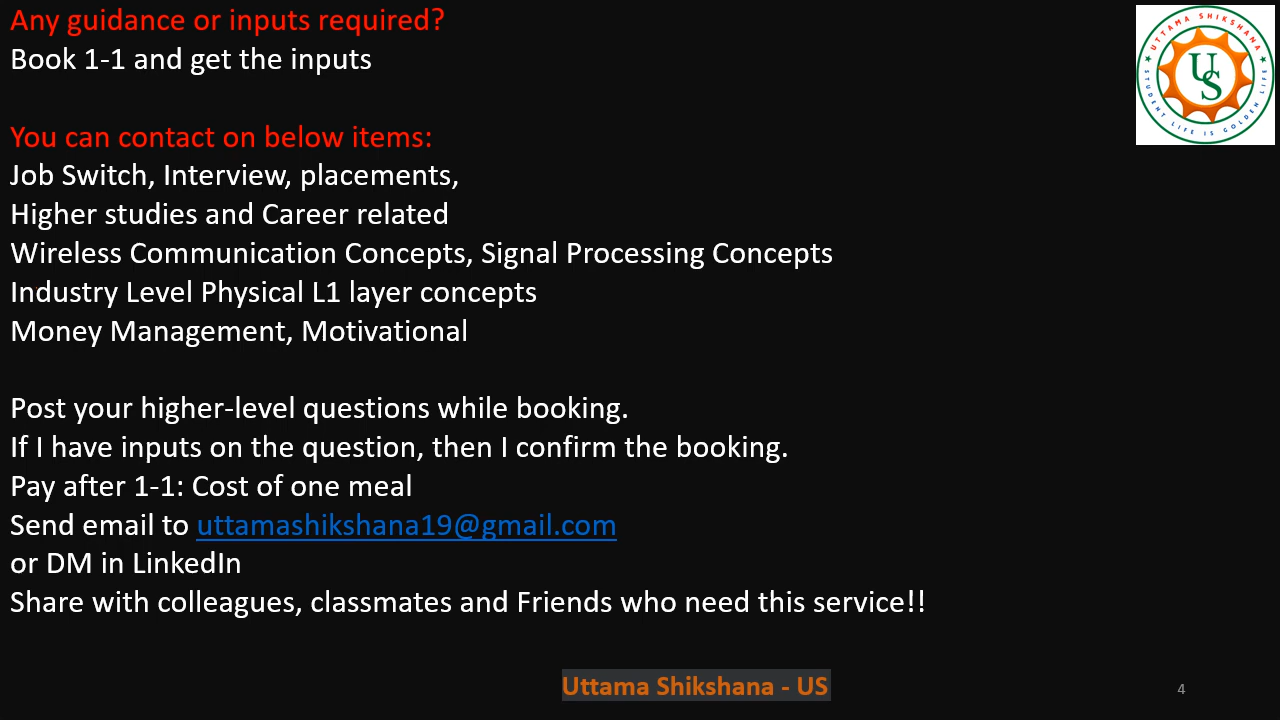 Any guidance or inputs required?
Book 1-1 and get the inputs
You can contact on below items:
Job Switch, Interview, placements,
Higher studies and Career related
Wireless Communication Concepts, Signal Processing Concepts
Industry Level Physical L1 layer concepts
Money Management, Motivational
Post your higher-level questions while booking.
If I have inputs on the question, then I confirm the booking.
Pay after 1-1: Cost of one meal
Send email to uttamashikshana19@gmail.com
or DM in LinkedIn
Share with colleagues, classmates and Friends who need this service!!
UTTAMA SHIKSHANA
US
STUDENT LIFE IS GOLDEN LIFE
Uttama Shikshana - US
4